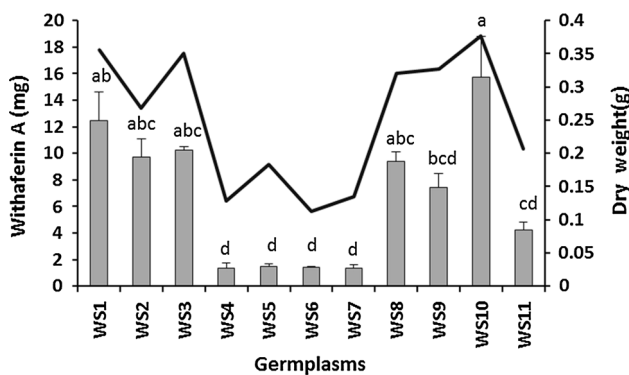 20
18
16
14
12
10
8
6
4
2
0
Withaferin A (mg)
ab
abc
abc
d
d
d
d
abc
bcd
a
cd
0.4
0.35
0.3
0.25
0.2
0.15
0.1
0.05
0
Dry weight(g)
WS1
WS2
WS3
WS4
WS5
WS6
WS7
WS8
WS9
WS10
WS11
Germplasms